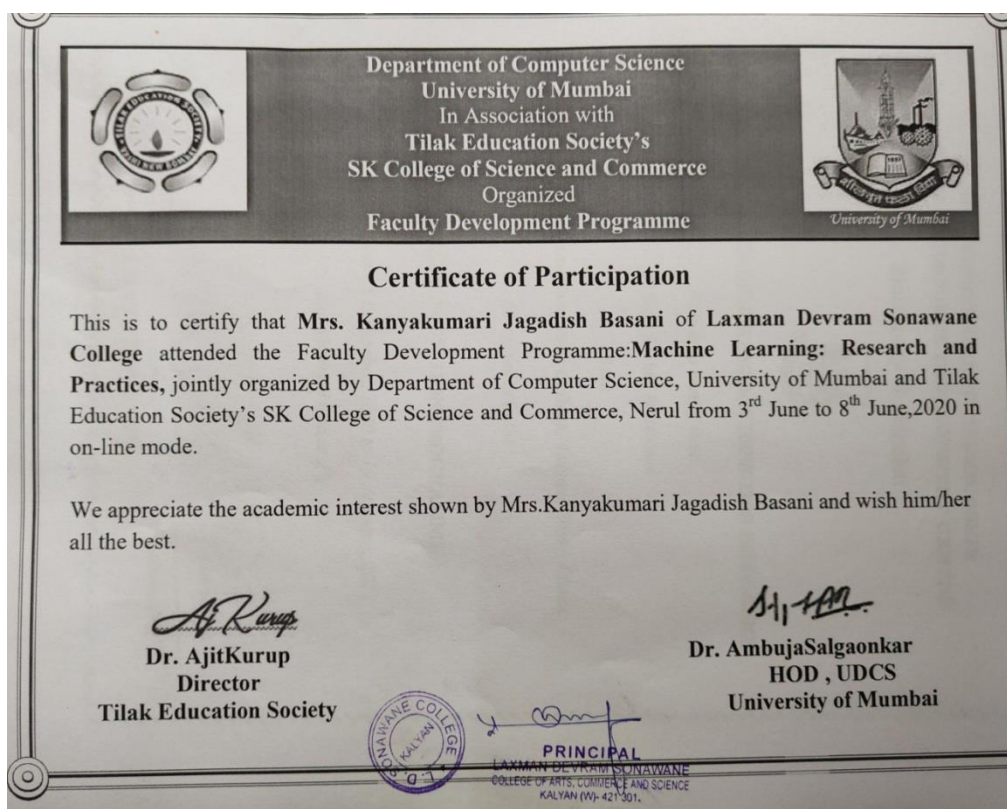 Department of Computer Science
University of Mumbai
In Association with
Tilak Education Society's
SK College of Science and Commerce
Organized
Faculty Development Programme
University of Mumbai
Certificate of Participation
This is to certify that Mrs. Kanyakumari Jagadish Basani of Laxman Devram Sonawane
College attended the Faculty Development Programme:Machine Learning: Research and
Practices, jointly organized by Department of Computer Science, University of Mumbai and Tilak
Education Society's SK College of Science and Commerce, Nerul from 3rd June to 8th June,2020 in
on-line mode.
We appreciate the academic interest shown by Mrs.Kanyakumari Jagadish Basani and wish him/her
all the best.
Dr. AjitKurup
Director
Tilak Education Society
Dr. AmbujaSalgaonkar
HOD , UDCS
University of Mumbai
L.D. SONAWANE COLLEGE
KALYAN
PRINCIPAL
LAXMAN DEVRAM SONAWANE
COLLEGE OF ARTS, COMMERCE AND SCIENCE
KALYAN (W)- 421 301.